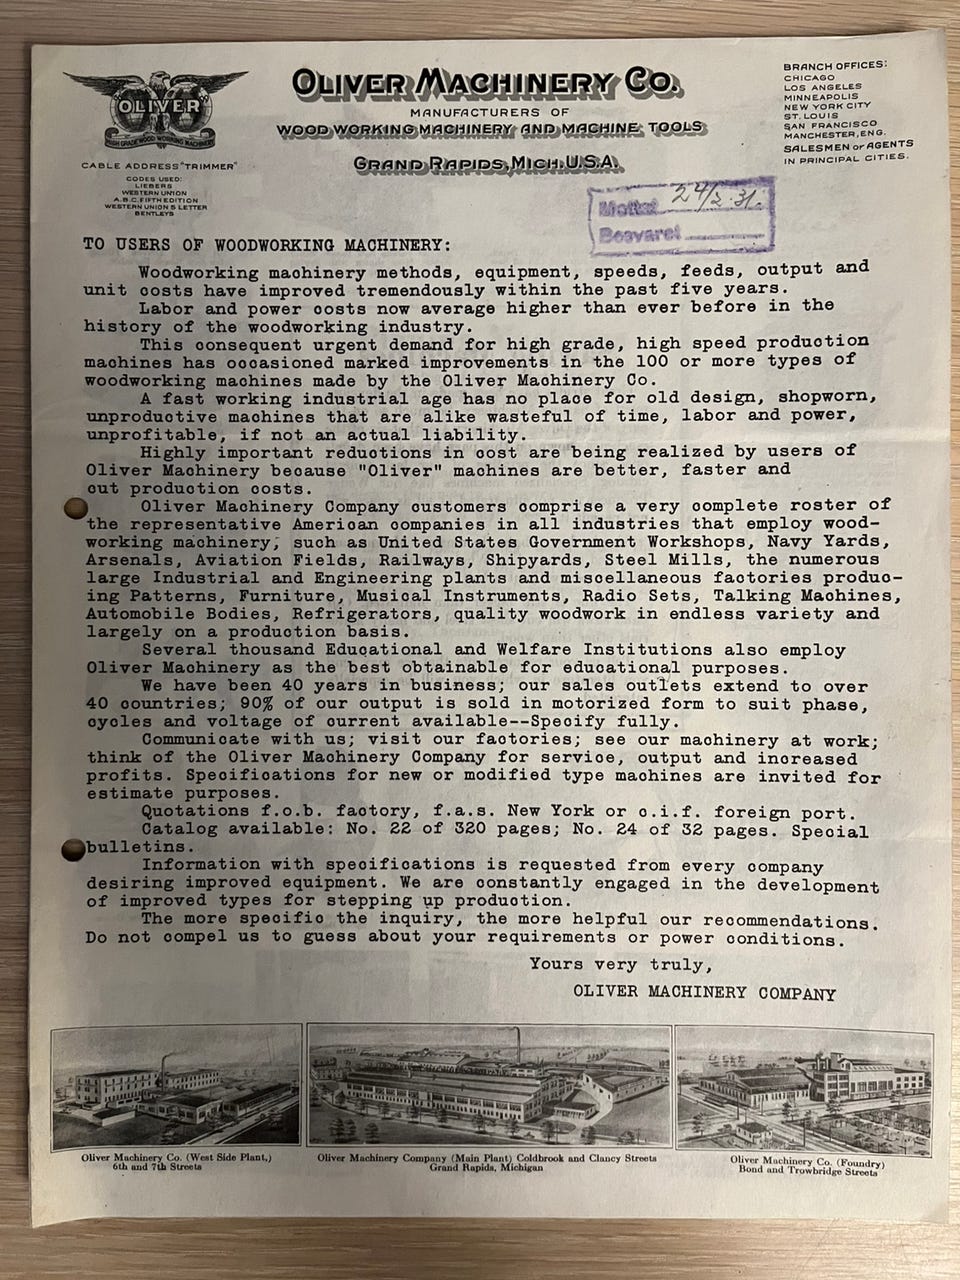 "OLIVER"
HIGH GRADE WOOD WORKING MACHINERY
CABLE ADDRESS "TRIMMER"
CODES USED:
LIEBERS
WESTERN UNION
A.B.C. FIFTH EDITION
WESTERN UNION 5 LETTER
BENTLEYS
OLIVER MACHINERY CO.
MANUFACTURERS OF
WOOD WORKING MACHINERY AND MACHINE TOOLS
GRAND RAPIDS, MICH. U.S.A.
BRANCH OFFICES:
CHICAGO
LOS ANGELES
MINNEAPOLIS
NEW YORK CITY
ST. LOUIS
SAN FRANCISCO
MANCHESTER, ENG.
SALESMEN OR AGENTS
IN PRINCIPAL CITIES.
Mottat 24/2 31.
Besvaret
TO USERS OF WOODWORKING MACHINERY:
Woodworking machinery methods, equipment, speeds, feeds, output and
unit costs have improved tremendously within the past five years.
Labor and power costs now average higher than ever before in the
history of the woodworking industry.
This consequent urgent demand for high grade, high speed production
machines has occasioned marked improvements in the 100 or more types of
woodworking machines made by the Oliver Machinery Co.
A fast working industrial age has no place for old design, shopworn,
unproductive machines that are alike wasteful of time, labor and power,
unprofitable, if not an actual liability.
Highly important reductions in cost are being realized by users of
Oliver Machinery because "Oliver" machines are better, faster and
cut production costs.
Oliver Machinery Company customers comprise a very complete roster of
the representative American companies in all industries that employ wood-
working machinery, such as United States Government Workshops, Navy Yards,
Arsenals, Aviation Fields, Railways, Shipyards, Steel Mills, the numerous
large Industrial and Engineering plants and miscellaneous factories produc-
ing Patterns, Furniture, Musical Instruments, Radio Sets, Talking Machines,
Automobile Bodies, Refrigerators, quality woodwork in endless variety and
largely on a production basis.
Several thousand Educational and Welfare Institutions also employ
Oliver Machinery as the best obtainable for educational purposes.
We have been 40 years in business; our sales outlets extend to over
40 countries; 90% of our output is sold in motorized form to suit phase,
cycles and voltage of current available--Specify fully.
Communicate with us; visit our factories; see our machinery at work;
think of the Oliver Machinery Company for service, output and increased
profits. Specifications for new or modified type machines are invited for
estimate purposes.
Quotations f.o.b. factory, f.a.s. New York or c.i.f. foreign port.
Catalog available: No. 22 of 320 pages; No. 24 of 32 pages. Special
bulletins.
Information with specifications is requested from every company
desiring improved equipment. We are constantly engaged in the development
of improved types for stepping up production.
The more specific the inquiry, the more helpful our recommendations.
Do not compel us to guess about your requirements or power conditions.
Yours very truly,
OLIVER MACHINERY COMPANY
Oliver Machinery Co. (West Side Plant,)
6th and 7th Streets
Oliver Machinery Company (Main Plant) Coldbrook and Clancy Streets
Grand Rapids, Michigan
Oliver Machinery Co. (Foundry)
Bond and Trowbridge Streets